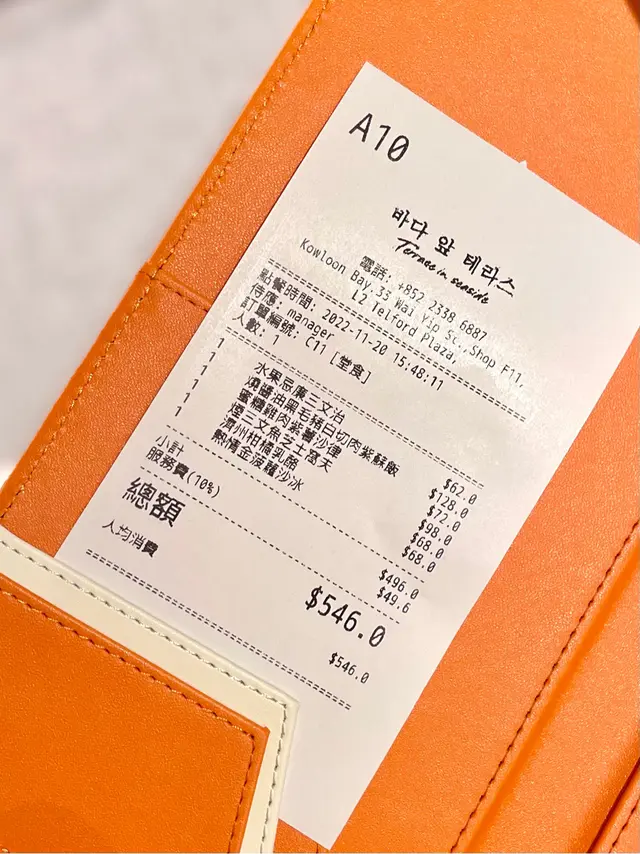 A10
바다 앞 테라스
Terrace in seaside
電話: +852 2338 6887
Kowloon Bay,33 Wai Yip St.,Shop F11,
L2 Telford Plaza,
點餐時間: 2022-11-20 15:48:11
侍應: manager
訂單編號: C11 [堂食]
人數: 1
1 水果忌廉三文治 $62.0
1 燒醬油黑毛豬白切肉紫蘇飯 $128.0
1 蜜糖雞肉紫薯沙律 $72.0
1 煙三文魚芝士窩夫 $98.0
1 濟州柑橘乳酪 $68.0
1 熱情金波蘿沙冰 $68.0
小計 $496.0
服務費(10%) $49.6
總額 $546.0
人均消費 $546.0